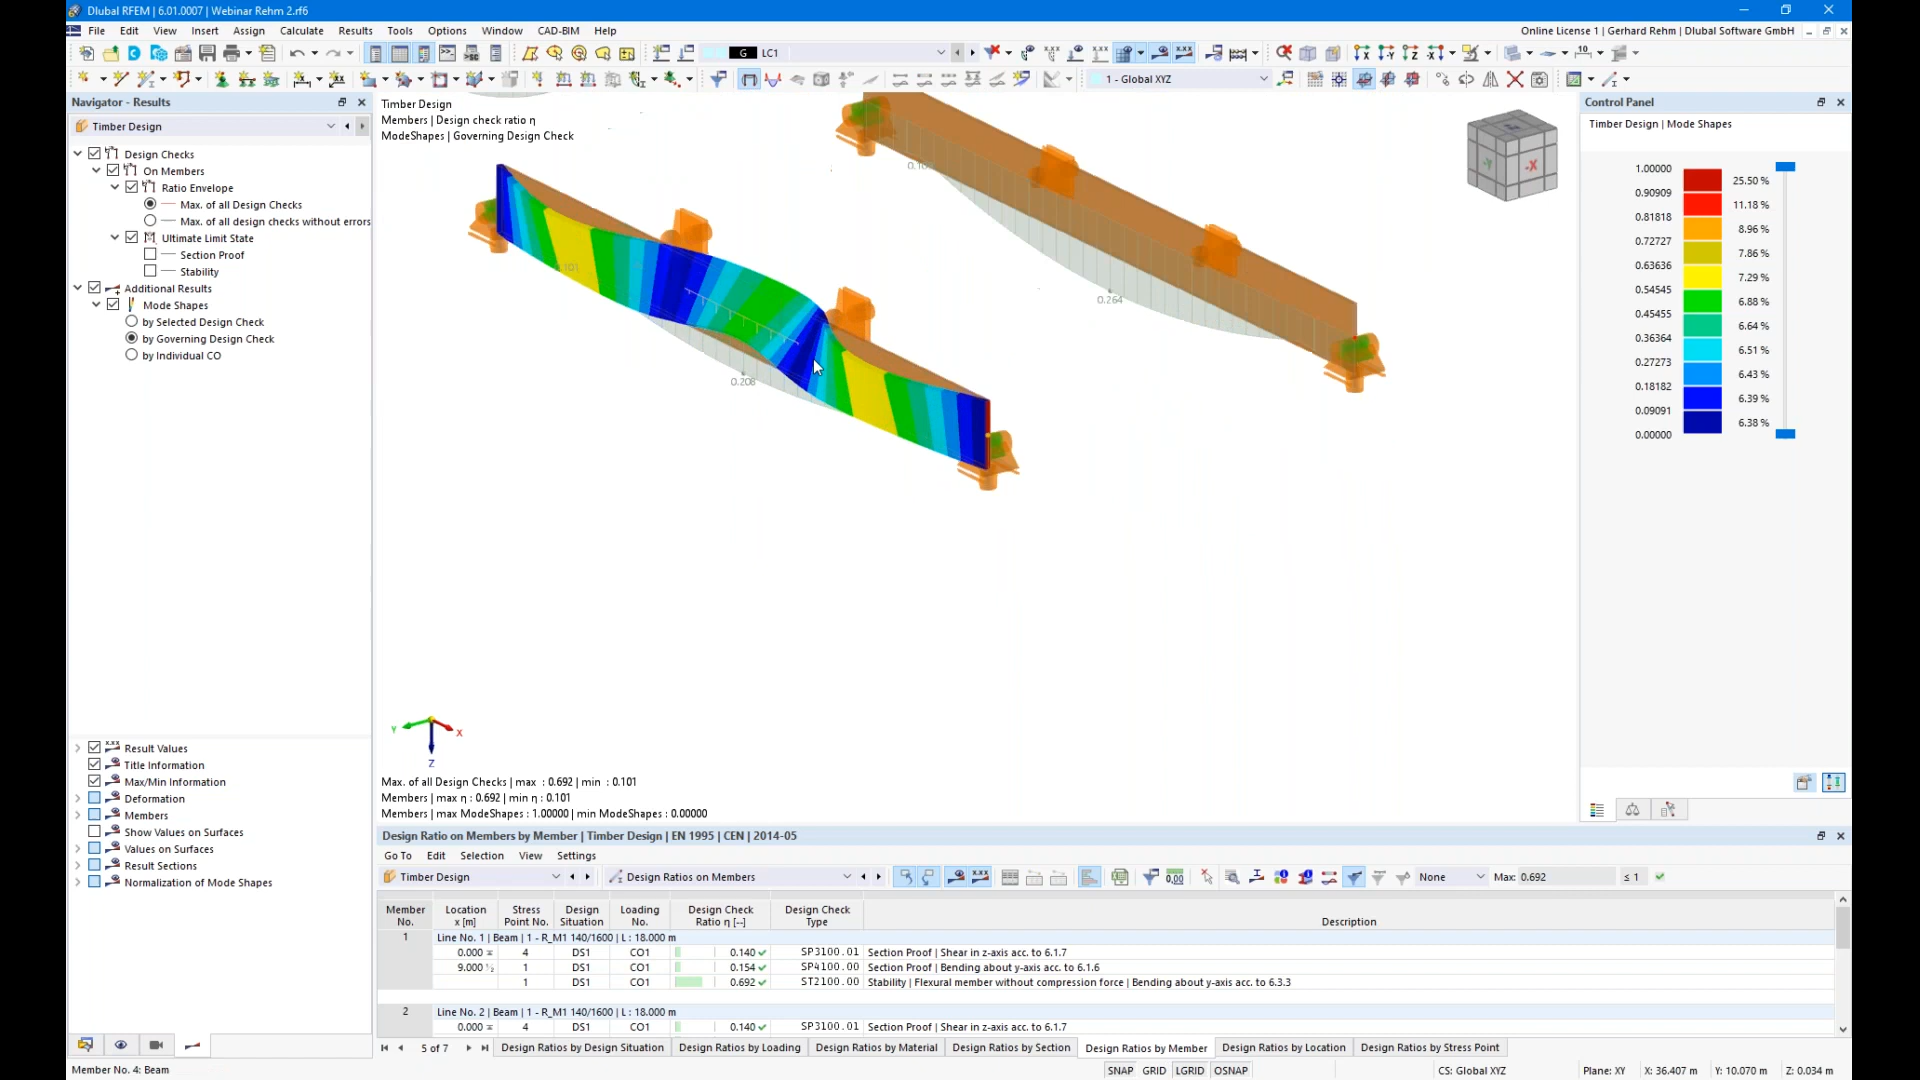 Dlubal RFEM | 6.01.0007 | Webinar Rehm 2.rf6
File Edit View Insert Assign Calculate Results Tools Options Window CAD-BIM Help
Online License 1 | Gerhard Rehm | Dlubal Software GmbH
G LC1
1 - Global XYZ
Navigator - Results
Timber Design
Design Checks
On Members
Ratio Envelope
Max. of all Design Checks
Max. of all design checks without errors
Ultimate Limit State
Section Proof
Stability
Additional Results
Mode Shapes
by Selected Design Check
by Governing Design Check
by Individual CO
Result Values
Title Information
Max/Min Information
Deformation
Members
Show Values on Surfaces
Values on Surfaces
Result Sections
Normalization of Mode Shapes
Timber Design
Members | Design check ratio η
ModeShapes | Governing Design Check
0.101
0.208
0.264
Y X Z
-Y -X
Max. of all Design Checks | max : 0.692 | min : 0.101
Members | max η : 0.692 | min η : 0.101
Members | max ModeShapes : 1.00000 | min ModeShapes : 0.00000
Control Panel
Timber Design | Mode Shapes
1.00000
25.50 %
0.90909
11.18 %
0.81818
8.96 %
0.72727
7.86 %
0.63636
7.29 %
0.54545
6.88 %
0.45455
6.64 %
0.36364
6.51 %
0.27273
6.43 %
0.18182
6.39 %
0.09091
6.38 %
0.00000
Design Ratio on Members by Member | Timber Design | EN 1995 | CEN | 2014-05
Go To Edit Selection View Settings
Timber Design Design Ratios on Members None Max: 0.692 ≤ 1
Member No. Location x [m] Stress Point No. Design Situation Loading No. Design Check Ratio η [--] Design Check Type Description
1 Line No. 1 | Beam | 1 - R_M1 140/1600 | L : 18.000 m
0.000 4 DS1 CO1 0.140 SP3100.01 Section Proof | Shear in z-axis acc. to 6.1.7
9.000 ½ 1 DS1 CO1 0.154 SP4100.00 Section Proof | Bending about y-axis acc. to 6.1.6
1 DS1 CO1 0.692 ST2100.00 Stability | Flexural member without compression force | Bending about y-axis acc. to 6.3.3
2 Line No. 2 | Beam | 1 - R_M1 140/1600 | L : 18.000 m
0.000 4 DS1 CO1 0.140 SP3100.01 Section Proof | Shear in z-axis acc. to 6.1.7
5 of 7 Design Ratios by Design Situation Design Ratios by Loading Design Ratios by Material Design Ratios by Section Design Ratios by Member Design Ratios by Location Design Ratios by Stress Point
Member No. 4: Beam
SNAP GRID LGRID OSNAP CS: Global XYZ Plane: XY X: 36.407 m Y: 10.070 m Z: 0.034 m